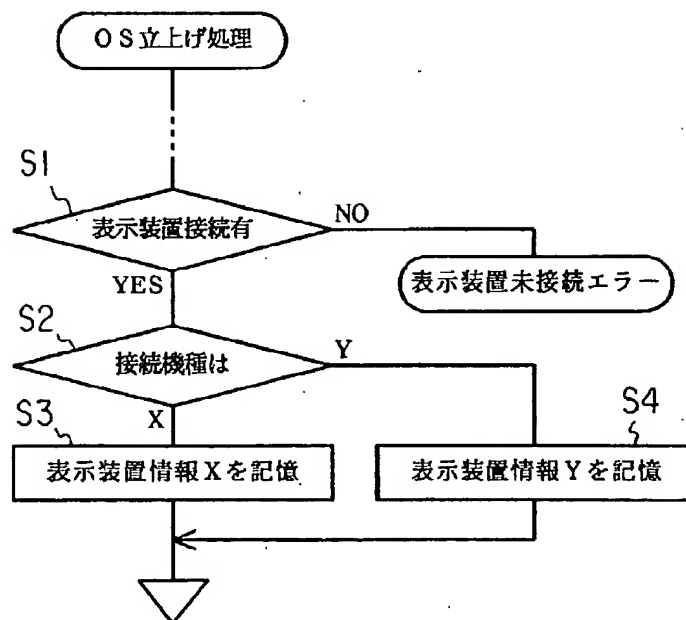 OS立上げ処理
S1
表示装置接続有
NO
YES
表示装置未接続エラー
S2
接続機種は
Y
X
S3
S4
表示装置情報Xを記憶
表示装置情報Yを記憶